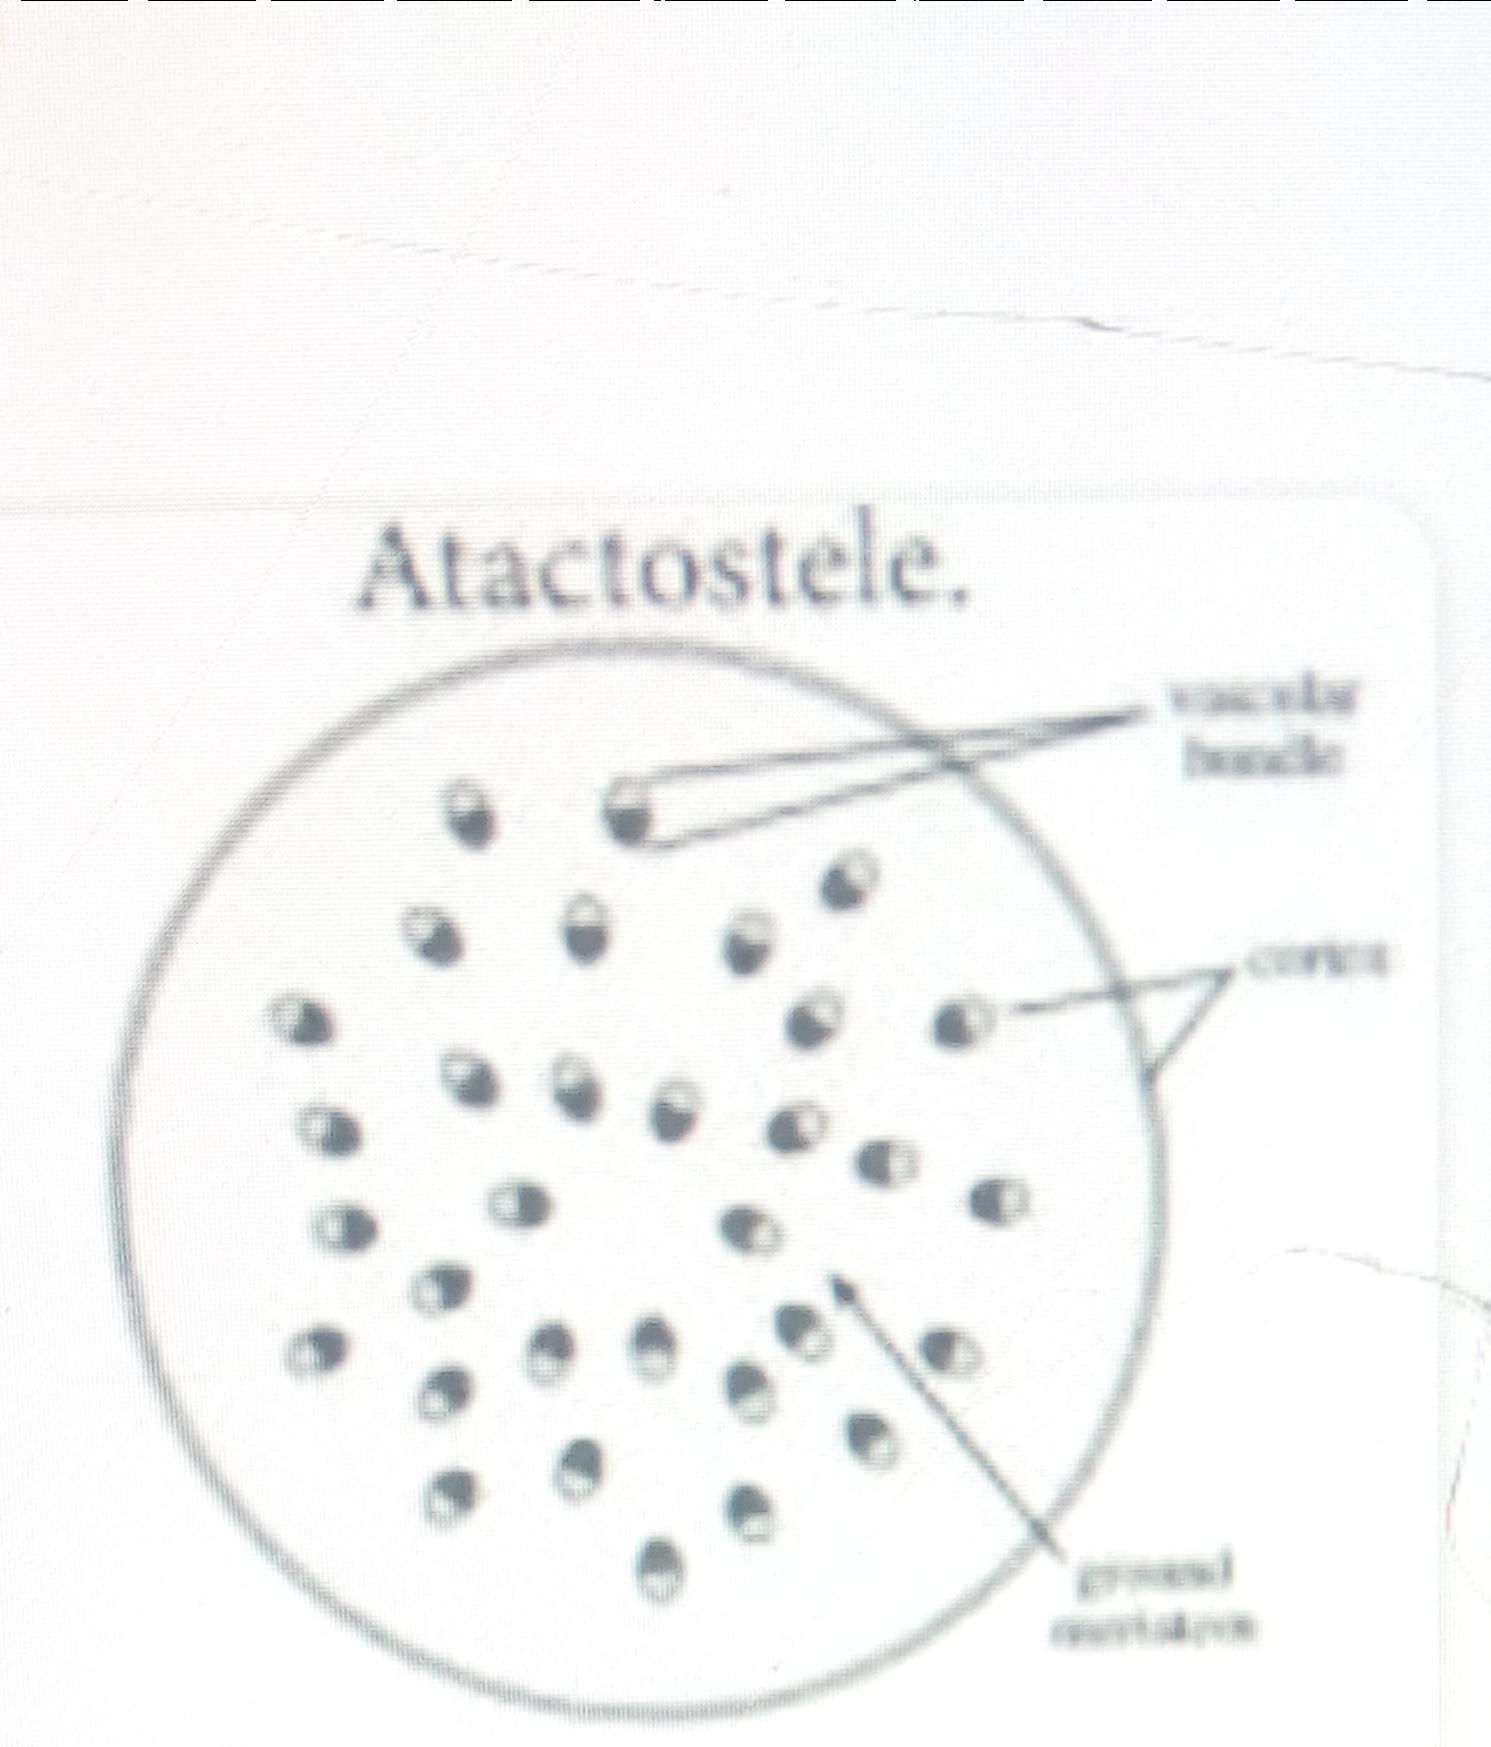 Atactostele.
vascular
bundle
cortex
ground
meristem